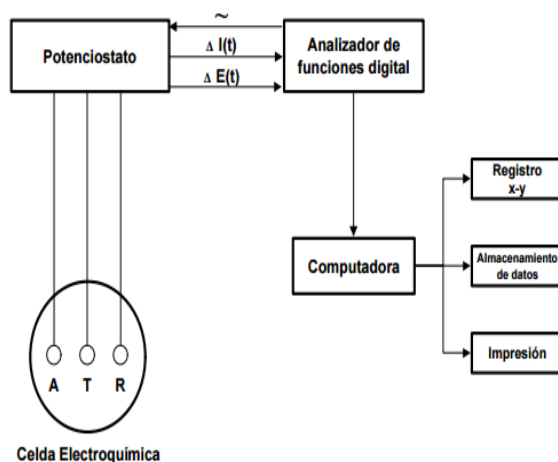 ~
Potenciostato
Δ I(t)
Δ E(t)
Analizador de
funciones digital
Registro
x-y
Computadora
Almacenamiento
de datos
Impresión
A T R
Celda Electroquímica